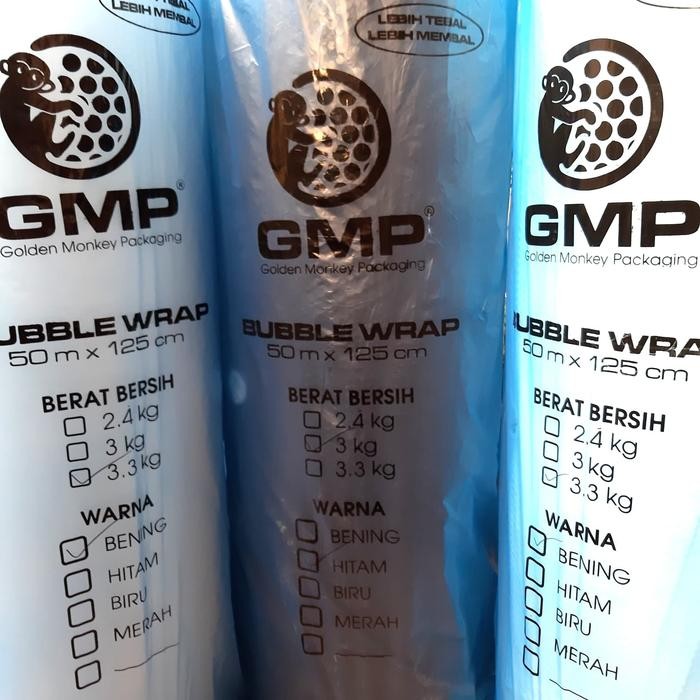 TEBAL
LEBIH MEMBAL
GMP®
Golden Monkey Packaging
UBBLE WRAP
50 m x 125 cm
BERAT BERSIH
2.4 kg
3 kg
3.3 kg
WARNA
BENING
HITAM
BIRU
MERAH
LEBIH TEBAL
LEBIH MEMBAL
GMP®
Golden Monkey Packaging
BUBBLE WRAP
50 m x 125 cm
BERAT BERSIH
2.4 kg
3 kg
3.3 kg
WARNA
BENING
HITAM
BIRU
MERAH
GMP
Golden Monkey Packaging
BUBBLE WRA
50 m x 125 cm
BERAT BERSIH
2.4 kg
3 kg
3.3 kg
WARNA
BENING
HITAM
BIRU
MERAH